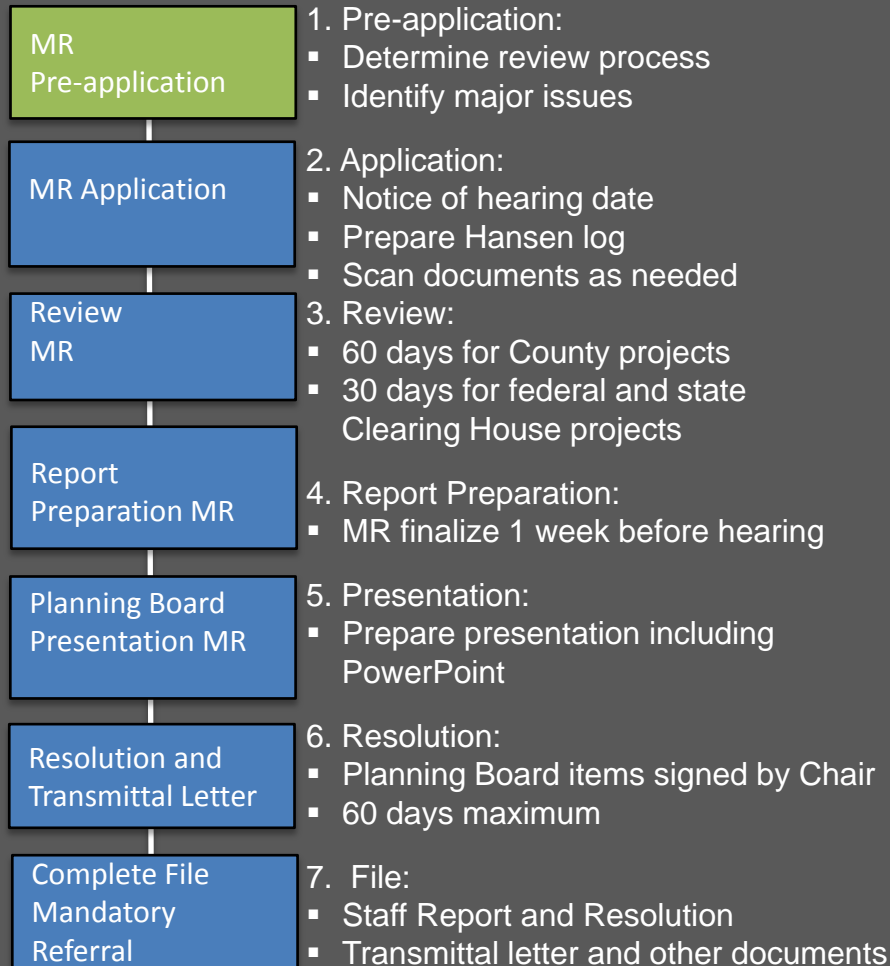 MR
Pre-application
1. Pre-application:
▪ Determine review process
▪ Identify major issues
MR Application
2. Application:
▪ Notice of hearing date
▪ Prepare Hansen log
▪ Scan documents as needed
Review
MR
3. Review:
▪ 60 days for County projects
▪ 30 days for federal and state
Clearing House projects
Report
Preparation MR
4. Report Preparation:
▪ MR finalize 1 week before hearing
Planning Board
Presentation MR
5. Presentation:
▪ Prepare presentation including
PowerPoint
Resolution and
Transmittal Letter
6. Resolution:
▪ Planning Board items signed by Chair
▪ 60 days maximum
Complete File
Mandatory
Referral
7. File:
▪ Staff Report and Resolution
▪ Transmittal letter and other documents